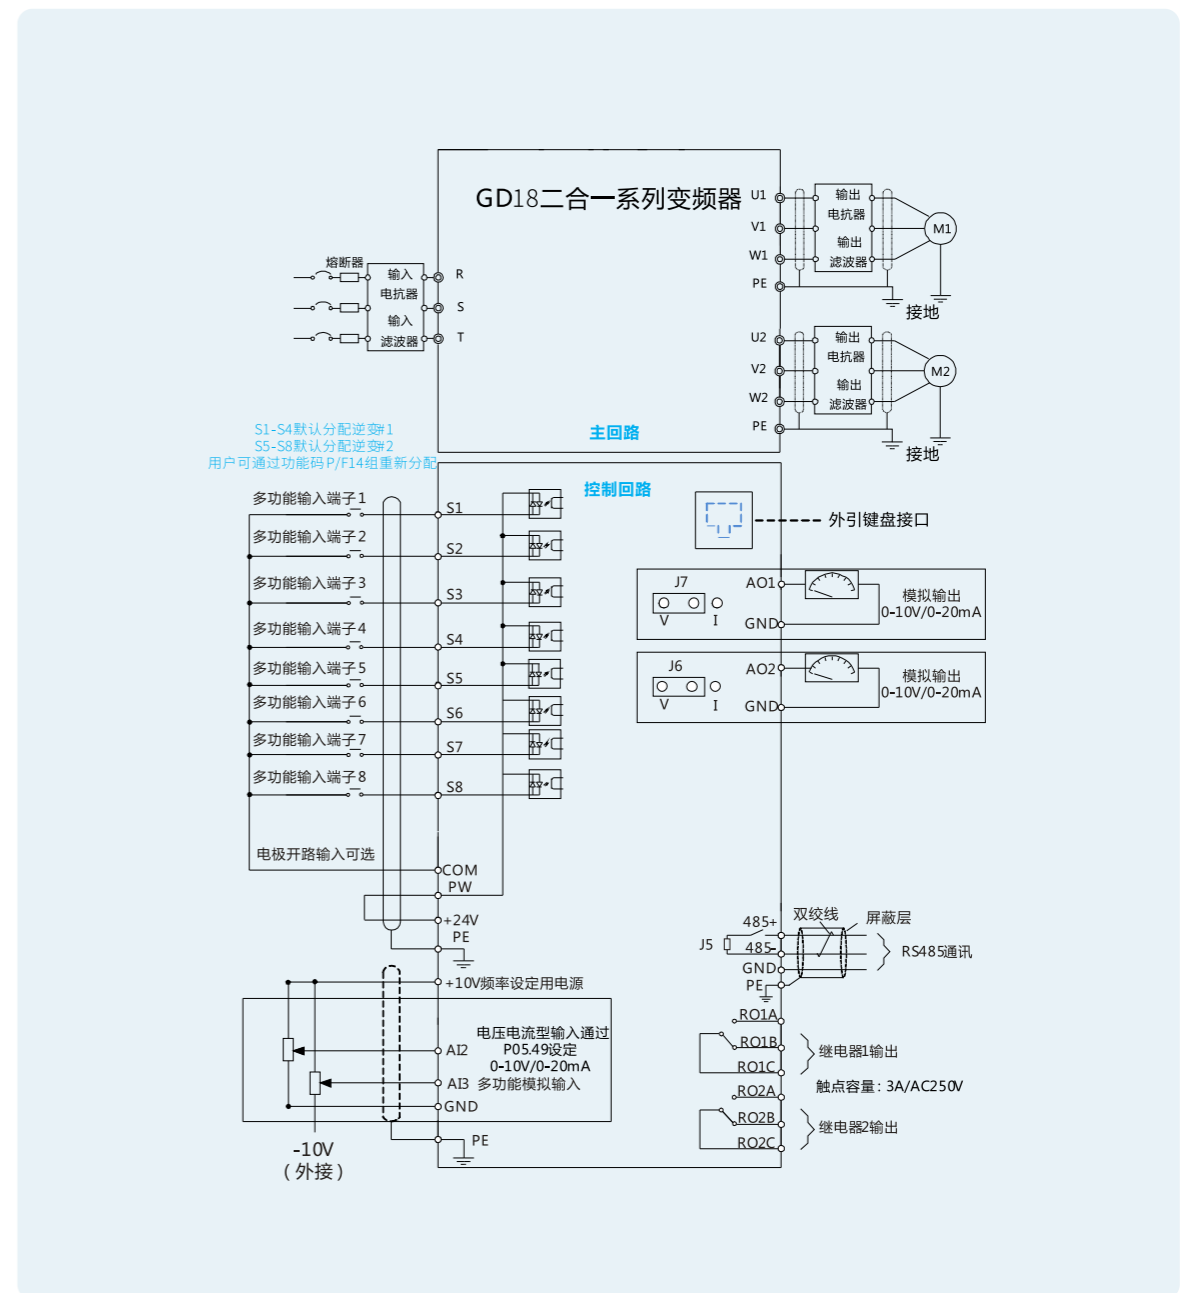 GD18二合一系列变频器
熔断器
输入
电抗器
输入
滤波器
R
S
T
U1
V1
W1
PE
输出
电抗器
输出
滤波器
M1
接地
U2
V2
W2
PE
输出
电抗器
输出
滤波器
M2
接地
主回路
S1-S4默认分配逆变#1
S5-S8默认分配逆变#2
用户可通过功能码P/F14组重新分配
控制回路
多功能输入端子1
S1
多功能输入端子2
S2
多功能输入端子3
S3
多功能输入端子4
S4
多功能输入端子5
S5
多功能输入端子6
S6
多功能输入端子7
S7
多功能输入端子8
S8
电极开路输入可选
COM
PW
+24V
PE
外引键盘接口
J7
V
I
AO1
GND
模拟输出
0-10V/0-20mA
J6
V
I
AO2
GND
模拟输出
0-10V/0-20mA
双绞线
屏蔽层
485+
J5
485-
GND
PE
RS485通讯
+10V频率设定用电源
电压电流型输入通过
P05.49设定
0-10V/0-20mA
AI2
AI3
多功能模拟输入
GND
PE
-10V
(外接)
RO1A
RO1B
RO1C
继电器1输出
触点容量: 3A/AC250V
RO2A
RO2B
RO2C
继电器2输出